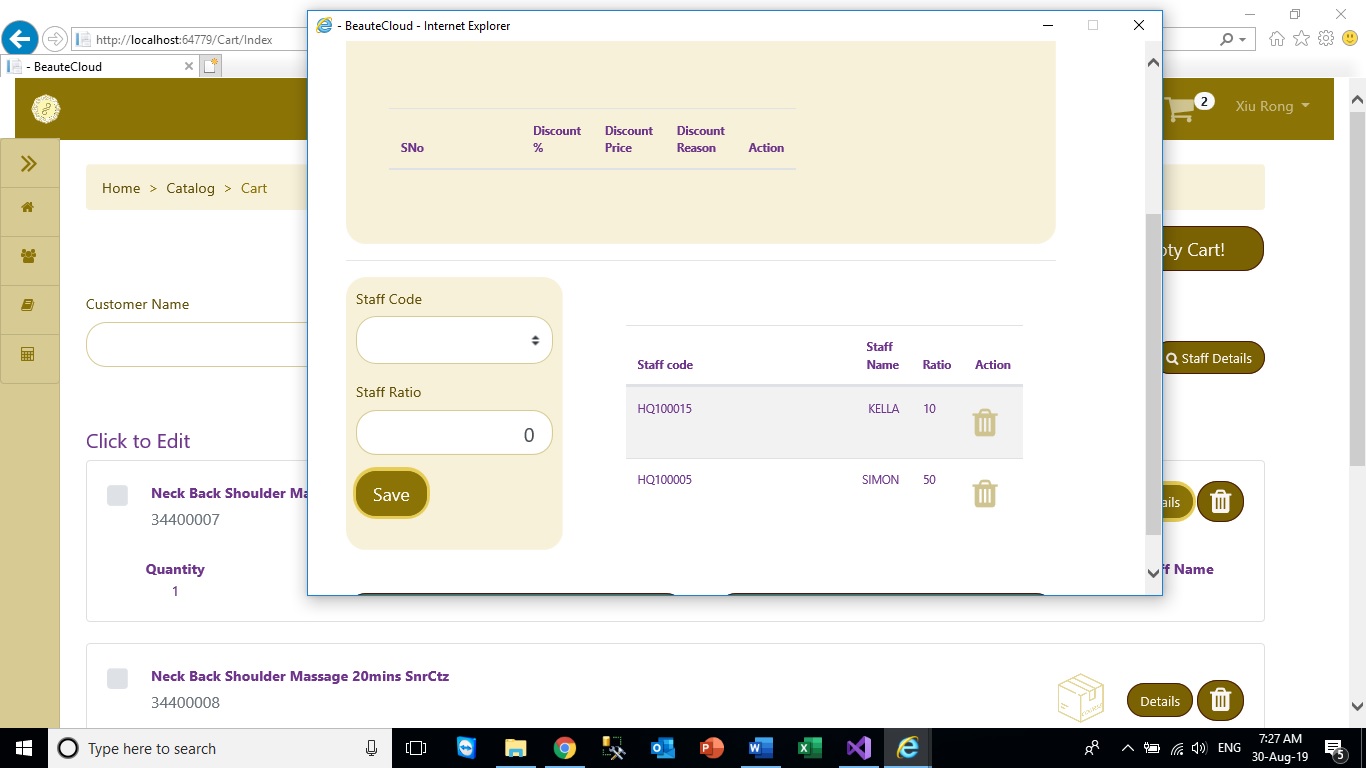 - BeauteCloud - Internet Explorer
http://localhost:64779/Cart/Index
- BeauteCloud
2
Xiu Rong
Home > Catalog > Cart
pty Cart!
Customer Name
Staff Details
Click to Edit
Neck Back Shoulder Ma
34400007
Quantity
1
ails
ff Name
Neck Back Shoulder Massage 20mins SnrCtz
34400008
Details
SNo
Discount %
Discount Price
Discount Reason
Action
Staff Code
Staff Ratio
0
Save
Staff code
Staff Name
Ratio
Action
HQ100015 KELLA 10
HQ100005 SIMON 50
Type here to search
ENG
7:27 AM
30-Aug-19
5